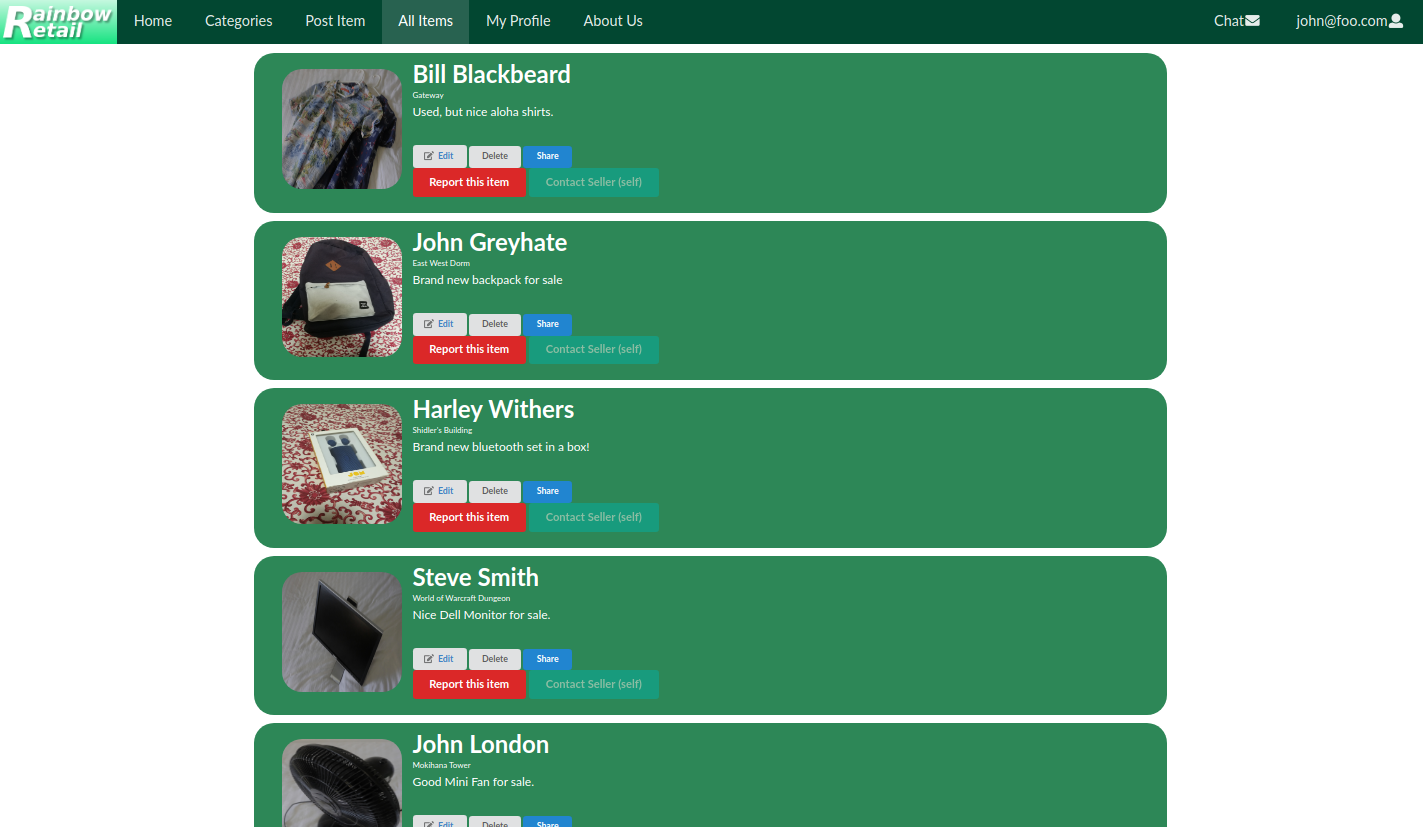 Rainbow Retail
Home Categories Post Item All Items My Profile About Us Chat john@foo.com
Bill Blackbeard
Gateway
Used, but nice aloha shirts.
Edit Delete Share
Report this item Contact Seller (self)
John Greyhate
East West Dorm
Brand new backpack for sale
Edit Delete Share
Report this item Contact Seller (self)
Harley Withers
Shidler's Building
Brand new bluetooth set in a box!
Edit Delete Share
Report this item Contact Seller (self)
Steve Smith
World of Warcraft Dungeon
Nice Dell Monitor for sale.
Edit Delete Share
Report this item Contact Seller (self)
John London
Mokihana Tower
Good Mini Fan for sale.
Edit Delete Share